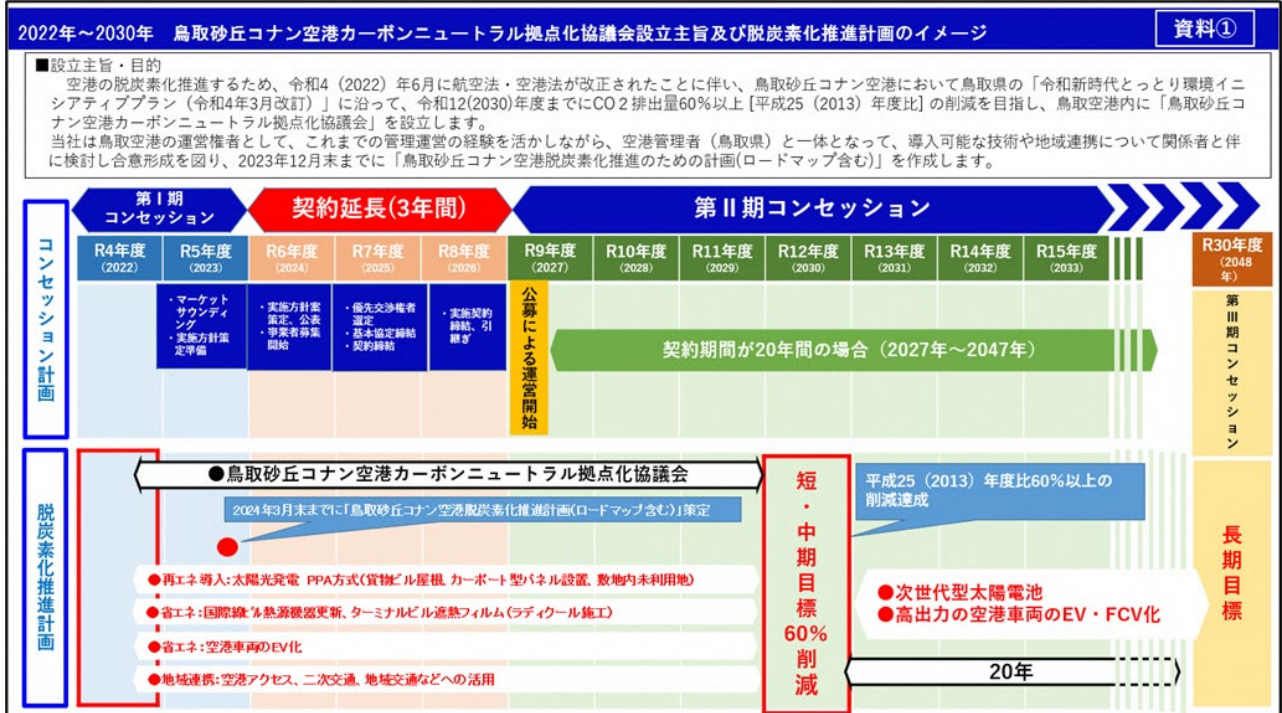 2022年～2030年 鳥取砂丘コナン空港カーボンニュートラル拠点化協議会設立主旨及び脱炭素化推進計画のイメージ
資料①
■設立主旨・目的
空港の脱炭素化推進するため、令和4（2022）年6月に航空法・空港法が改正されたことに伴い、鳥取砂丘コナン空港において鳥取県の「令和新時代とっとり環境イニ
シアティブプラン（令和4年3月改訂）」に沿って、令和12(2030)年度までにCO２排出量60%以上 [平成25（2013）年度比] の削減を目指し、鳥取空港内に「鳥取砂丘コ
ナン空港カーボンニュートラル拠点化協議会」を設立します。
当社は鳥取空港の運営権者として、これまでの管理運営の経験を活かしながら、空港管理者（鳥取県）と一体となって、導入可能な技術や地域連携について関係者と伴
に検討し合意形成を図り、2023年12月末までに「鳥取砂丘コナン空港脱炭素化推進のための計画(ロードマップ含む)」を作成します。
第Ⅰ期
コンセッション
契約延長(3年間)
第Ⅱ期コンセッション
コンセッション計画
R4年度
(2022)
R5年度
(2023)
R6年度
(2024)
R7年度
(2025)
R8年度
(2026)
R9年度
(2027)
R10年度
(2028)
R11年度
(2029)
R12年度
(2030)
R13年度
(2031)
R14年度
(2032)
R15年度
(2033)
R30年度
(2048
年)
・マーケット
サウンディ
ング
・実施方針策
定準備
・実施方針案
策定、公表
・事業者募集
開始
・優先交渉権者
選定
・基本協定締結
・契約締結
・実施契約
締結、引
継ぎ
公募による運営開始
契約期間が20年間の場合（2027年～2047年）
第Ⅲ期コンセッション
脱炭素化推進計画
●鳥取砂丘コナン空港カーボンニュートラル拠点化協議会
2024年3月末までに「鳥取砂丘コナン空港脱炭素化推進計画(ロードマップ含む)」策定
●再エネ導入：太陽光発電 PPA方式(貨物ビル屋根、カーポート型パネル設置、敷地内未利用地)
●省エネ：国際線ビル熱源機器更新、ターミナルビル遮熱フィルム(ラディクール施工)
●省エネ：空港車両のEV化
●地域連携：空港アクセス、二次交通、地域交通などへの活用
短・中期目標
60%
削減
平成25（2013）年度比60%以上の
削減達成
●次世代型太陽電池
●高出力の空港車両のEV・FCV化
20年
長期目標